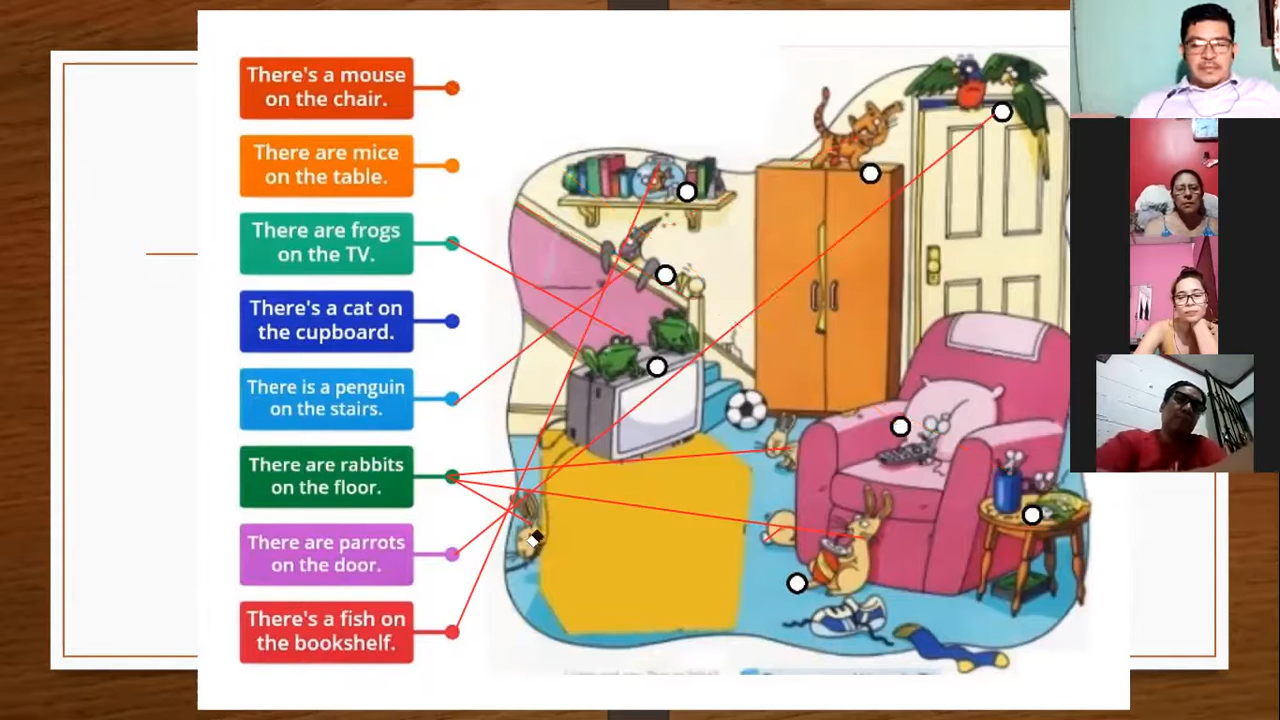 There's a mouse
on the chair.
There are mice
on the table.
There are frogs
on the TV.
There's a cat on
the cupboard.
There is a penguin
on the stairs.
There are rabbits
on the floor.
There are parrots
on the door.
There's a fish on
the bookshelf.